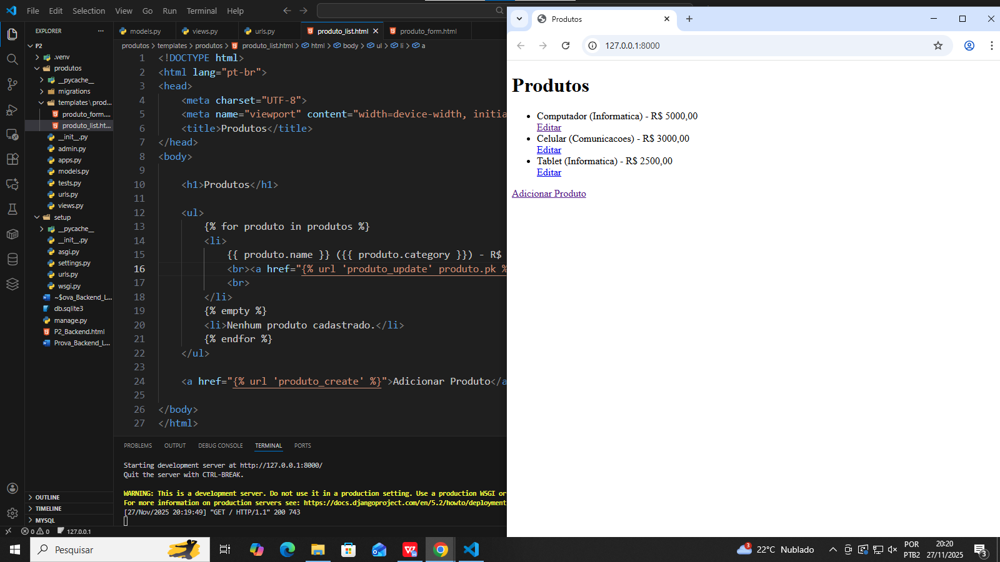 File Edit Selection View Go Run Terminal Help
EXPLORER
P2
.venv
produtos
__pycache__
migrations
templates\prod...
produto_form....
produto_list.ht...
__init__.py
admin.py
apps.py
models.py
tests.py
urls.py
views.py
setup
__pycache__
__init__.py
asgi.py
settings.py
urls.py
wsgi.py
~$ova_Backend_L...
db.sqlite3
manage.py
P2_Backend.html
Prova_Backend_L...
OUTLINE
TIMELINE
MYSQL
models.py views.py urls.py produto_list.html produto_form.html
produtos > templates > produtos > produto_list.html > html > body > ul > li > a
1 <!DOCTYPE html>
2 <html lang="pt-br">
3 <head>
4 <meta charset="UTF-8">
5 <meta name="viewport" content="width=device-width, initia
6 <title>Produtos</title>
7 </head>
8 <body>
9
10 <h1>Produtos</h1>
11
12 <ul>
13 {% for produto in produtos %}
14 <li>
15 {{ produto.name }} ({{ produto.category }}) - R$
16 <br><a href="{% url 'produto_update' produto.pk %
17 <br>
18 </li>
19 {% empty %}
20 <li>Nenhum produto cadastrado.</li>
21 {% endfor %}
22 </ul>
23
24 <a href="{% url 'produto_create' %}">Adicionar Produto</a
25
26 </body>
27 </html>
PROBLEMS OUTPUT DEBUG CONSOLE TERMINAL PORTS
Starting development server at http://127.0.0.1:8000/
Quit the server with CTRL-BREAK.
WARNING: This is a development server. Do not use it in a production setting. Use a production WSGI or
For more information on production servers see: https://docs.djangoproject.com/en/5.2/howto/deployment
[27/Nov/2025 20:19:49] "GET / HTTP/1.1" 200 743
0 0 127.0.0.1
Produtos
127.0.0.1:8000
Produtos
Computador (Informatica) - R$ 5000,00
Editar
Celular (Comunicacoes) - R$ 3000,00
Editar
Tablet (Informatica) - R$ 2500,00
Editar
Adicionar Produto
Pesquisar
3
22°C Nublado
POR
PTB2
20:20
27/11/2025
3